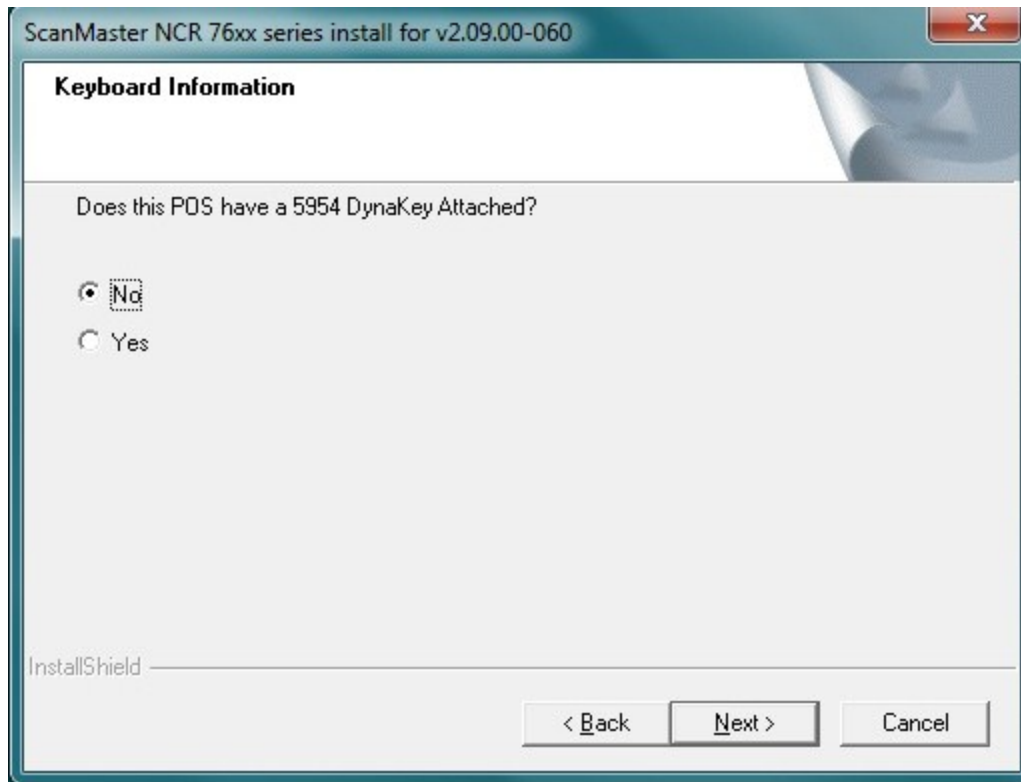 ScanMaster NCR 76xx series install for v2.09.00-060
Keyboard Information
Does this POS have a 5954 DynaKey Attached?
No
Yes
InstallShield
< Back
Next >
Cancel